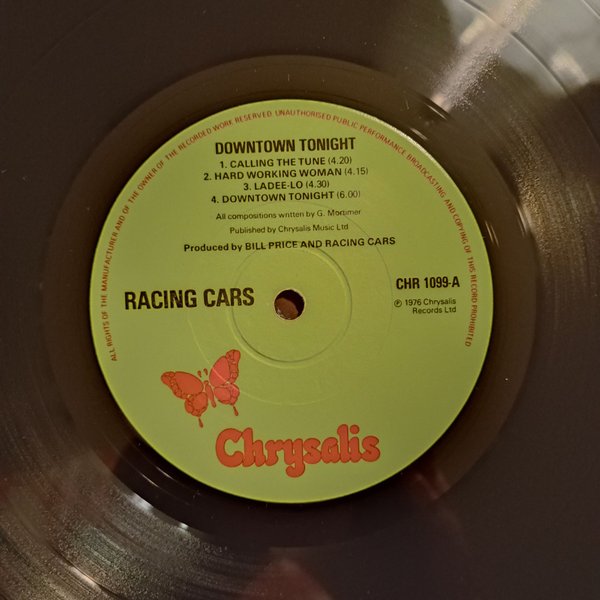 ALL RIGHTS OF THE MANUFACTURER AND OF THE OWNER OF THE RECORDED WORK RESERVED. UNAUTHORISED PUBLIC PERFORMANCE BROADCASTING AND COPYING OF THIS RECORD PROHIBITED
DOWNTOWN TONIGHT
1. CALLING THE TUNE (4.20)
2. HARD WORKING WOMAN (4.15)
3. LADEE-LO (4.30)
4. DOWNTOWN TONIGHT (6.00)
All compositions written by G. Mortimer
Published by Chrysalis Music Ltd
Produced by BILL PRICE AND RACING CARS
RACING CARS
CHR 1099-A
℗ 1976 Chrysalis
Records Ltd
Chrysalis